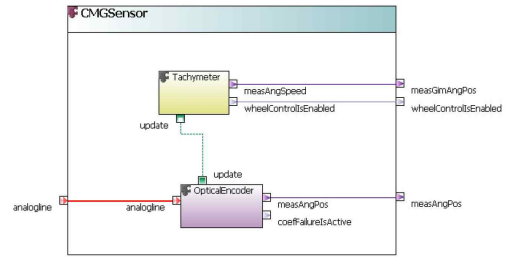 CMGSensor
Tachymeter
measAngSpeed
measGimAngPos
wheelControlIsEnabled
wheelControlIsEnabled
update
update
OpticalEncoder
analogline
analogline
measAngPos
measAngPos
coefFailureIsActive